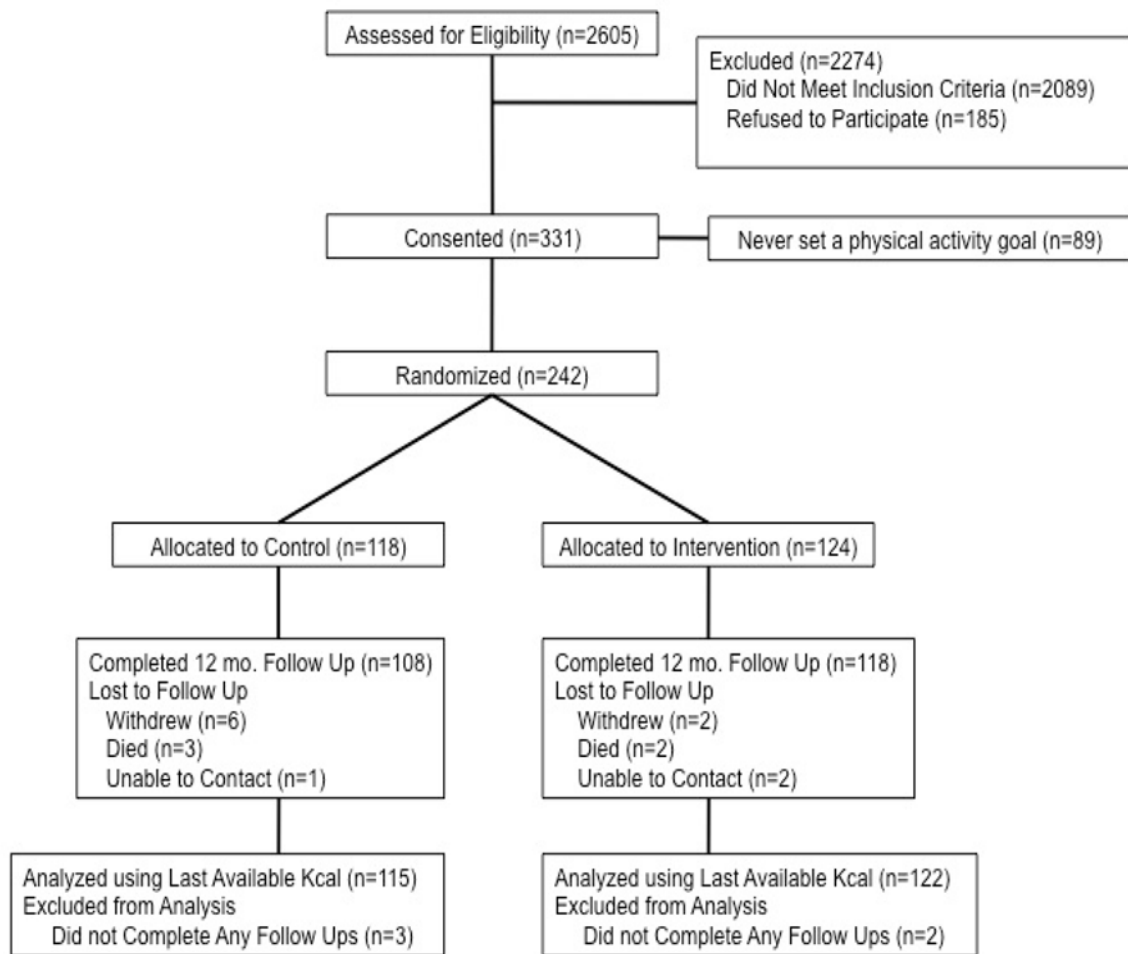 Assessed for Eligibility (n=2605)
Excluded (n=2274)
Did Not Meet Inclusion Criteria (n=2089)
Refused to Participate (n=185)
Consented (n=331)
Never set a physical activity goal (n=89)
Randomized (n=242)
Allocated to Control (n=118)
Allocated to Intervention (n=124)
Completed 12 mo. Follow Up (n=108)
Lost to Follow Up
Withdrew (n=6)
Died (n=3)
Unable to Contact (n=1)
Completed 12 mo. Follow Up (n=118)
Lost to Follow Up
Withdrew (n=2)
Died (n=2)
Unable to Contact (n=2)
Analyzed using Last Available Kcal (n=115)
Excluded from Analysis
Did not Complete Any Follow Ups (n=3)
Analyzed using Last Available Kcal (n=122)
Excluded from Analysis
Did not Complete Any Follow Ups (n=2)